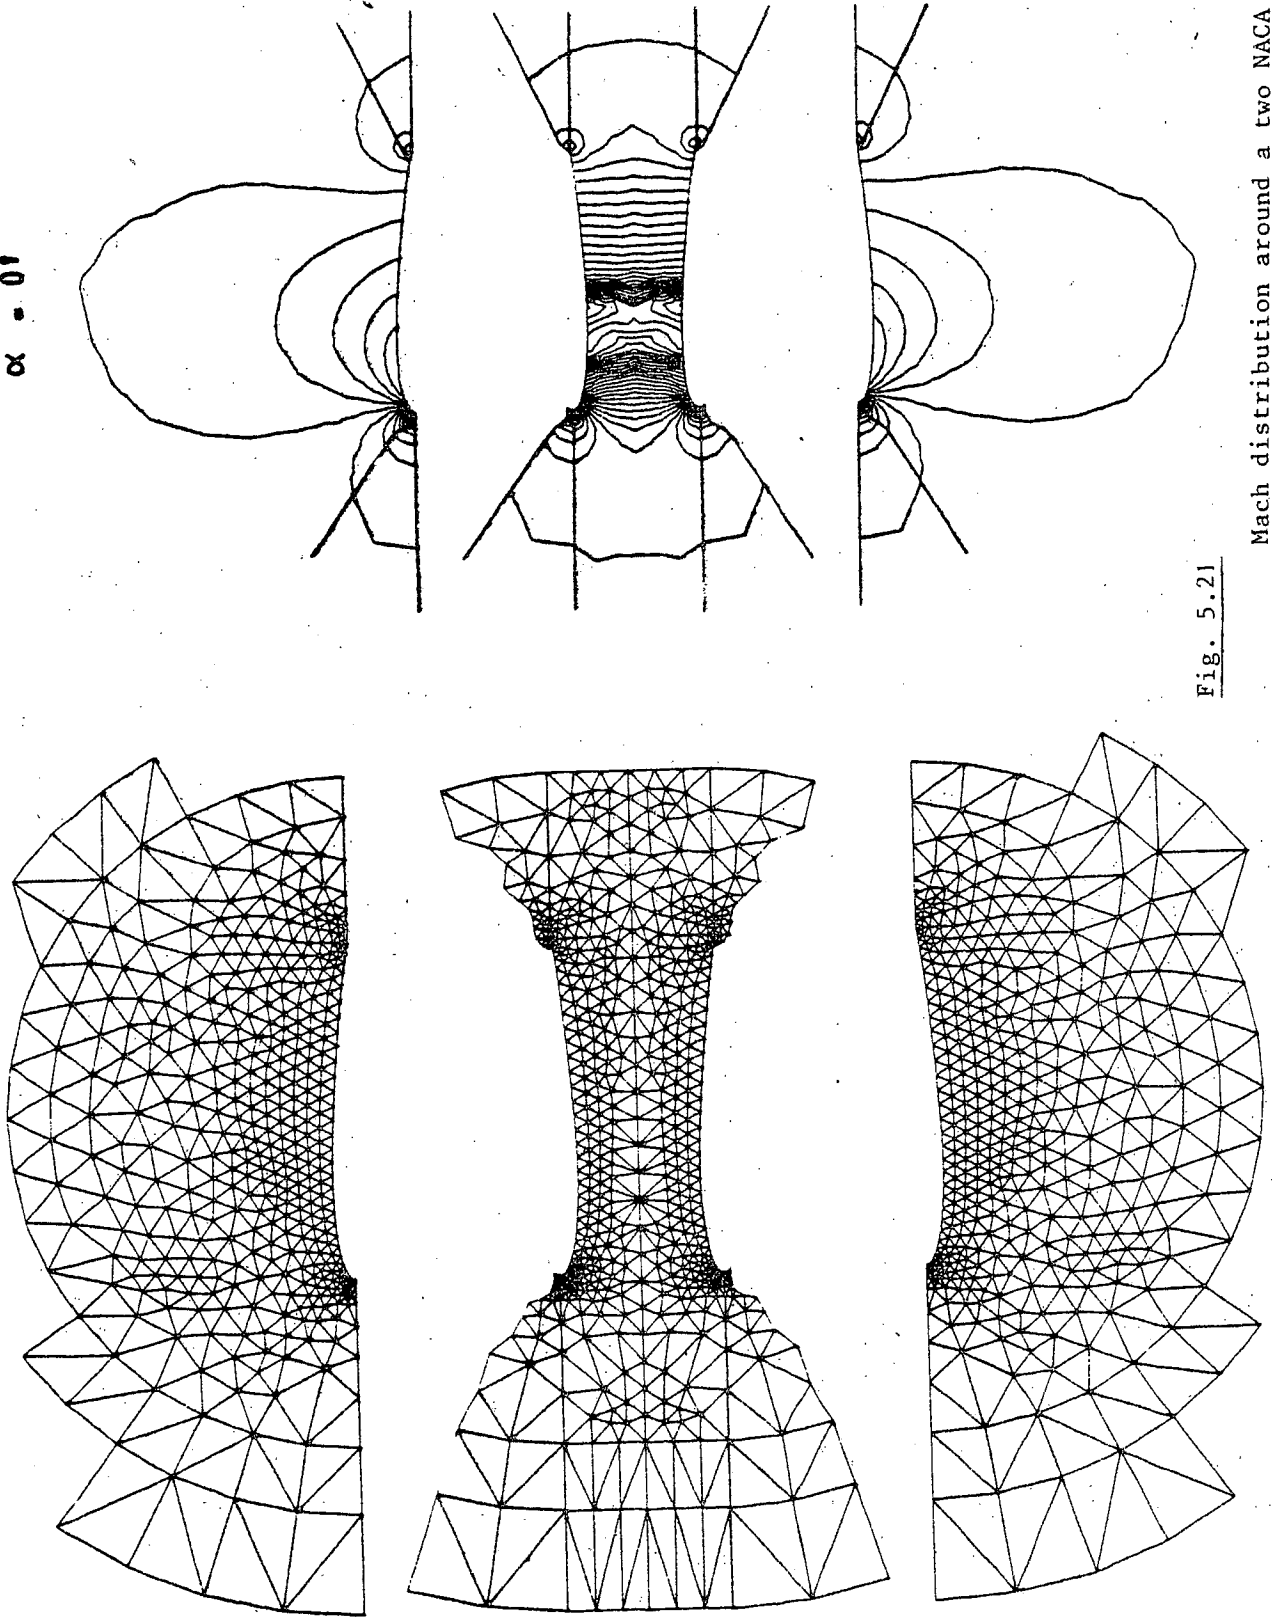 α = 0°
Fig. 5.21
Mach distribution around a two NACA